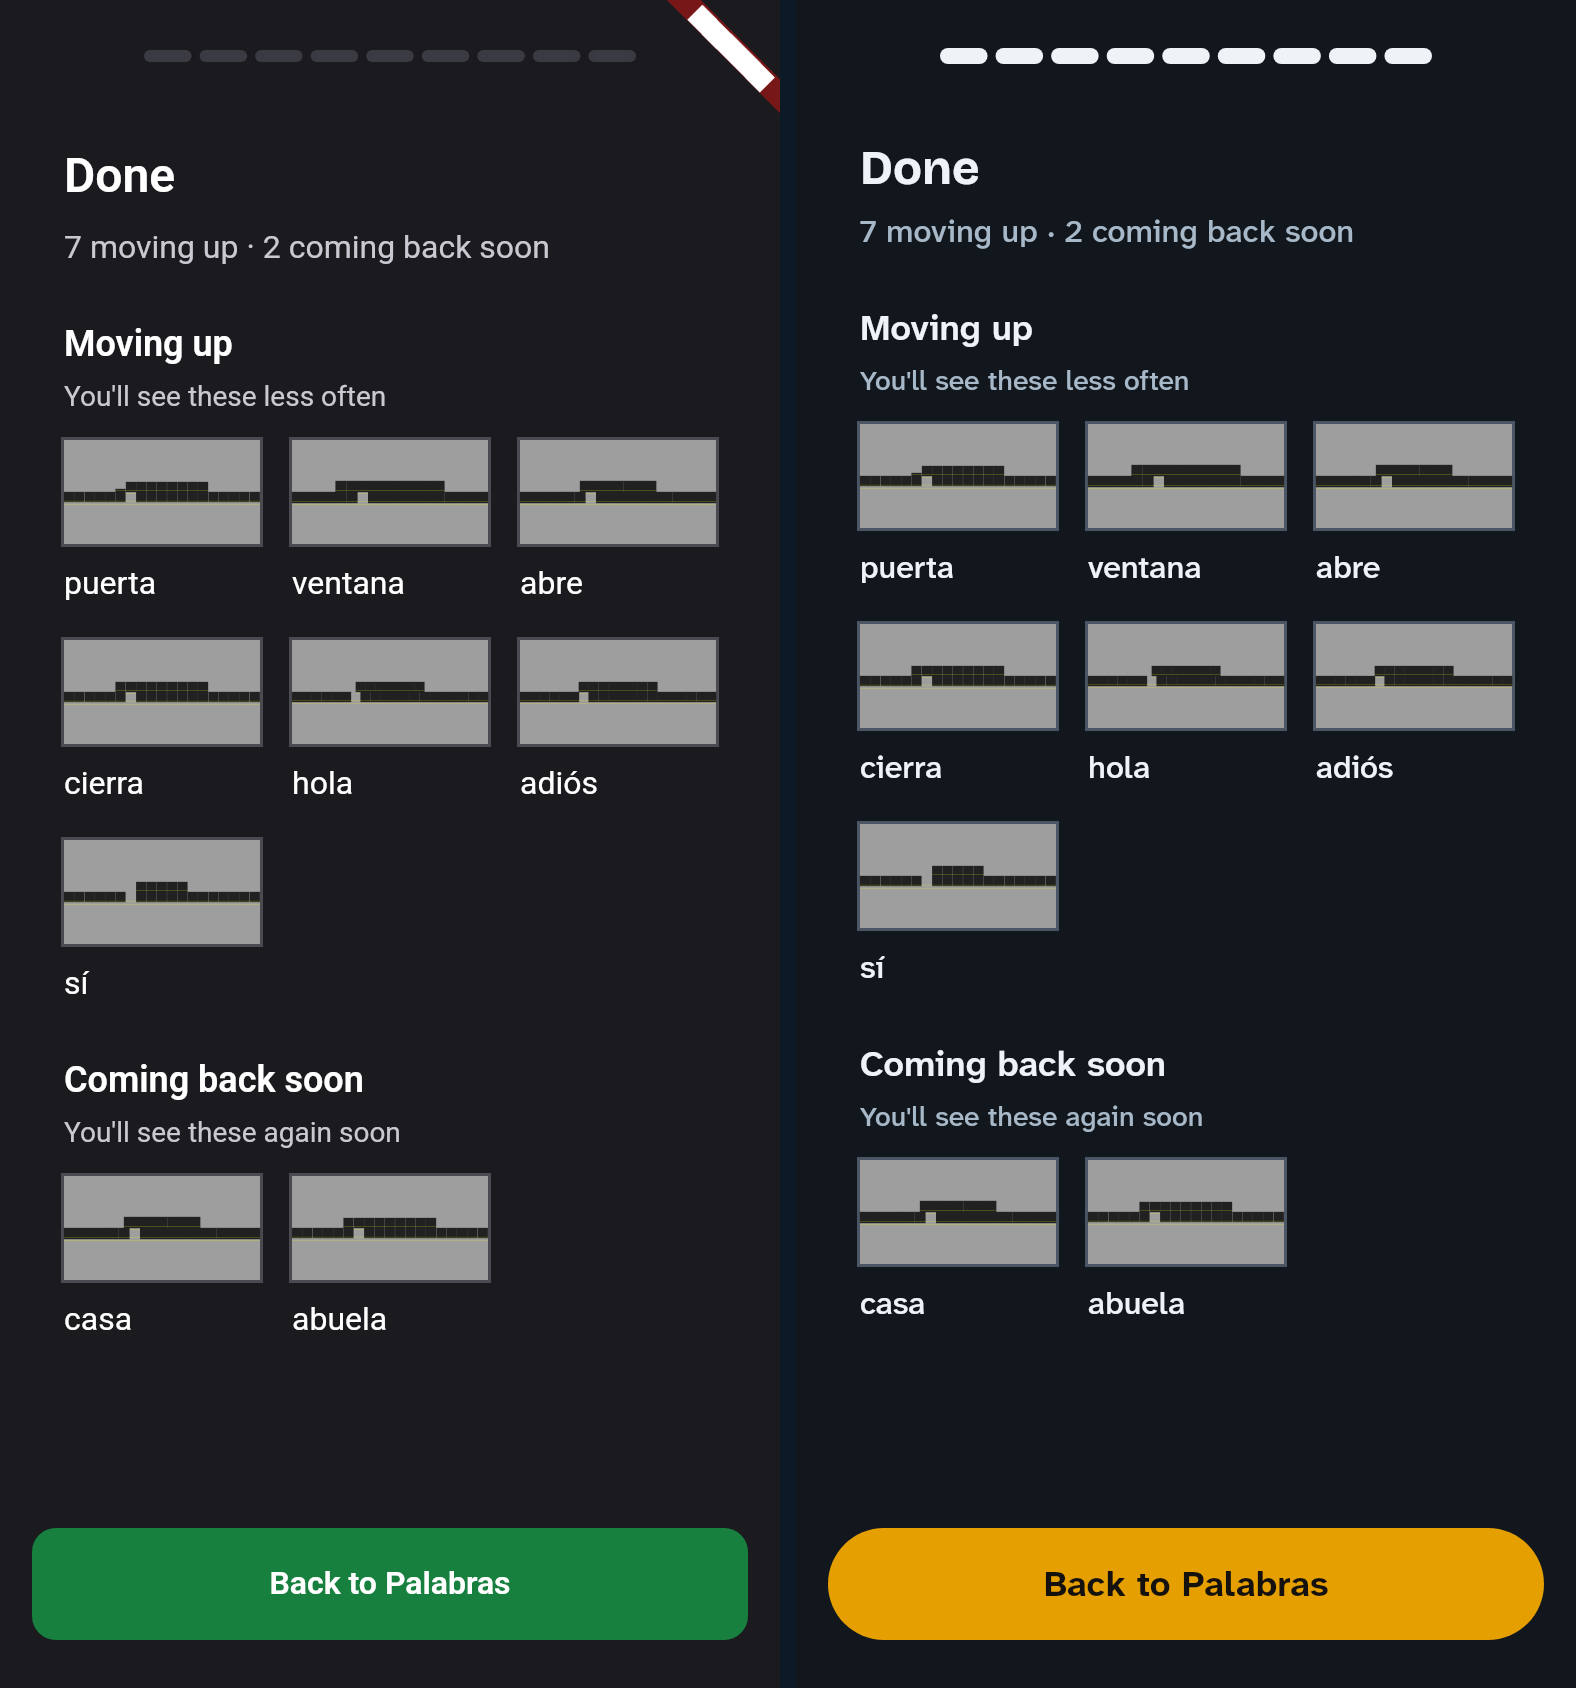 Done
7 moving up · 2 coming back soon
Moving up
You'll see these less often
puerta ventana abre
cierra hola adiós
sí
Coming back soon
You'll see these again soon
casa abuela
Back to Palabras
Done
7 moving up · 2 coming back soon
Moving up
You'll see these less often
puerta ventana abre
cierra hola adiós
sí
Coming back soon
You'll see these again soon
casa abuela
Back to Palabras